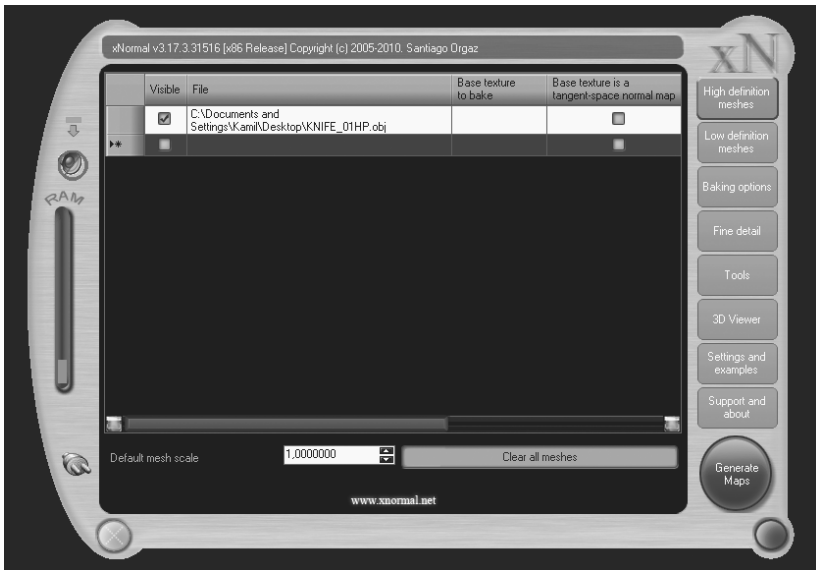 xNormal v3.17.3.31516 [x86 Release] Copyright (c) 2005-2010. Santiago Orgaz
xN
Visible
File
Base texture
to bake
Base texture is a
tangent-space normal map
C:\Documents and
Settings\Kamil\Desktop\KNIFE_01HP.obj
RAM
High definition
meshes
Low definition
meshes
Baking options
Fine detail
Tools
3D Viewer
Settings and
examples
Support and
about
Default mesh scale
1,0000000
Clear all meshes
Generate
Maps
www.xnormal.net